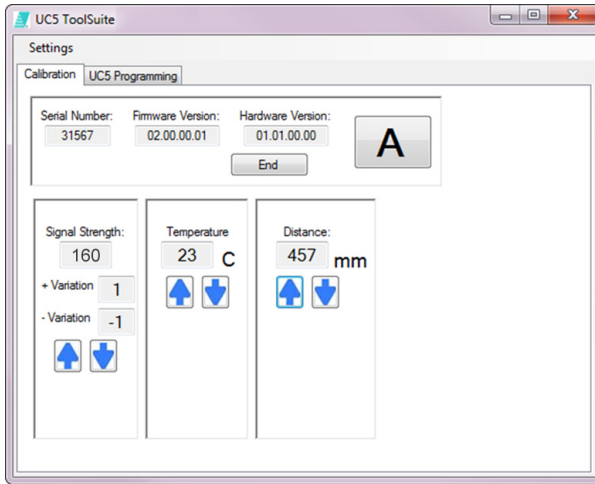 UC5 ToolSuite
Settings
Calibration UC5 Programming
Serial Number: Firmware Version: Hardware Version:
31567 02.00.00.01 01.01.00.00
End
A
Signal Strength: Temperature Distance:
160 23 C 457 mm
+ Variation 1
- Variation -1